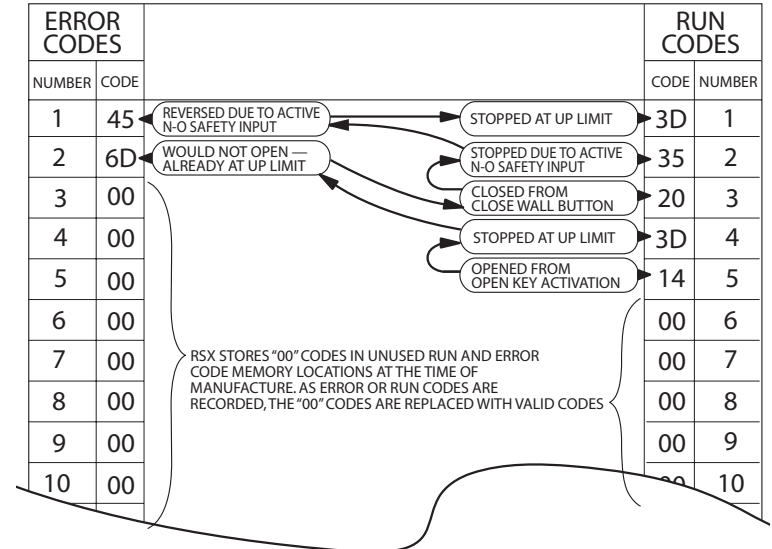 ERROR
CODES
RUN
CODES
NUMBER CODE
CODE NUMBER
1 45
REVERSED DUE TO ACTIVE
N-O SAFETY INPUT
STOPPED AT UP LIMIT
3D 1
2 6D
WOULD NOT OPEN —
ALREADY AT UP LIMIT
STOPPED DUE TO ACTIVE
N-O SAFETY INPUT
35 2
3 00
CLOSED FROM
CLOSE WALL BUTTON
20 3
4 00
STOPPED AT UP LIMIT
3D 4
5 00
OPENED FROM
OPEN KEY ACTIVATION
14 5
6 00
00 6
7 00
RSX STORES “00” CODES IN UNUSED RUN AND ERROR
CODE MEMORY LOCATIONS AT THE TIME OF
MANUFACTURE. AS ERROR OR RUN CODES ARE
RECORDED, THE “00” CODES ARE REPLACED WITH VALID CODES
00 7
8 00
00 8
9 00
00 9
10 00
00 10